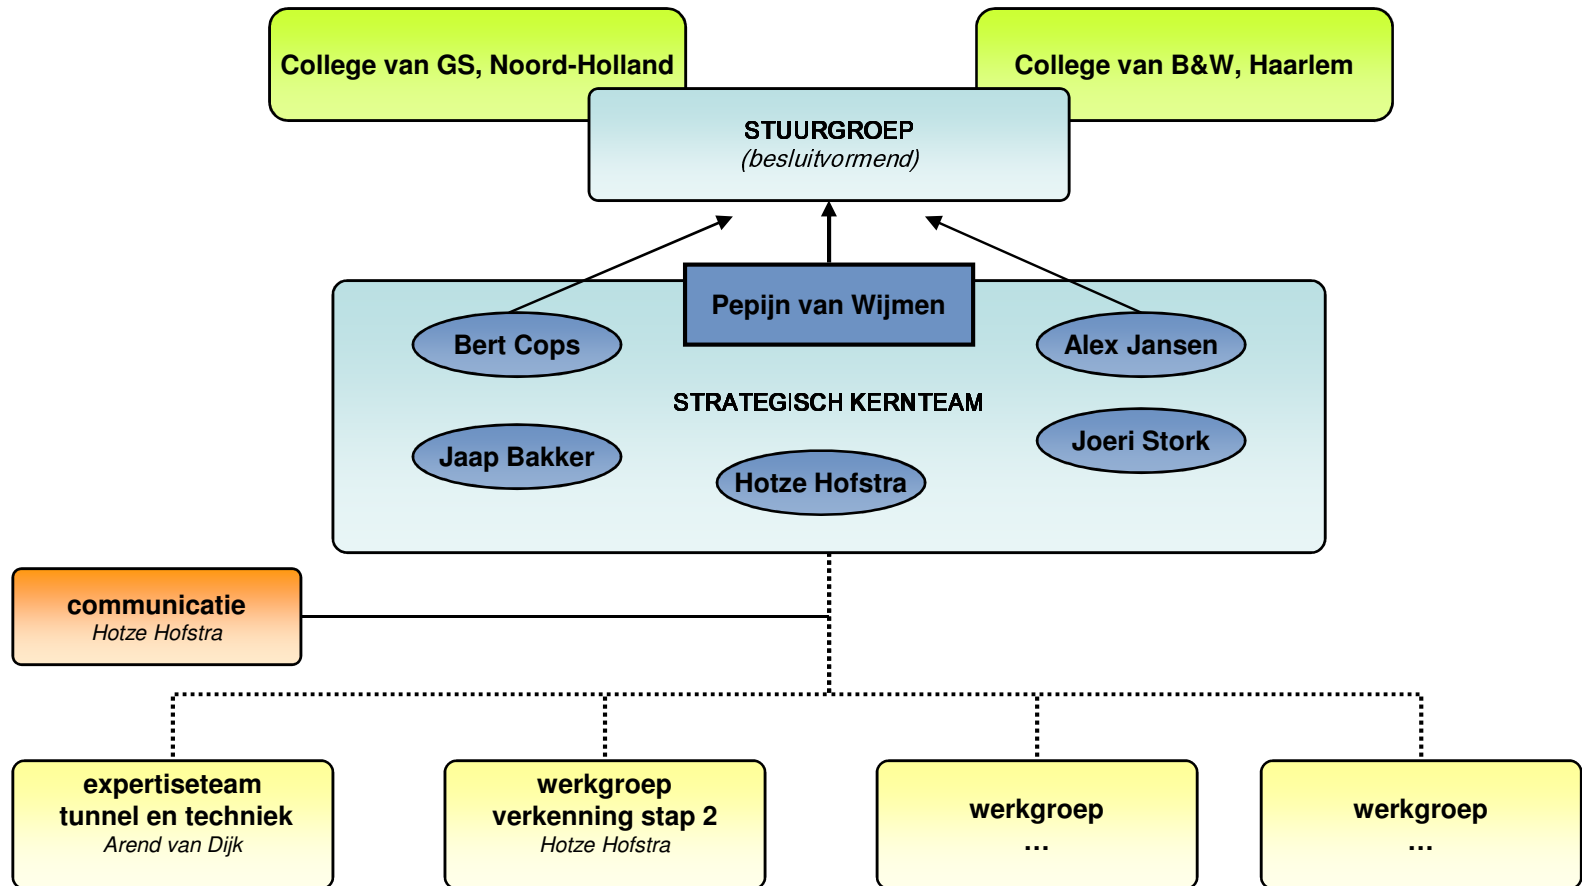 College van GS, Noord-Holland
College van B&W, Haarlem
STUURGROEP
(besluitvormend)
Pepijn van Wijmen
Bert Cops
Alex Jansen
STRATEGISCH KERNTEAM
Jaap Bakker
Joeri Stork
Hotze Hofstra
communicatie
Hotze Hofstra
expertiseteam
tunnel en techniek
Arend van Dijk
werkgroep
verkenning stap 2
Hotze Hofstra
werkgroep
...
werkgroep
...